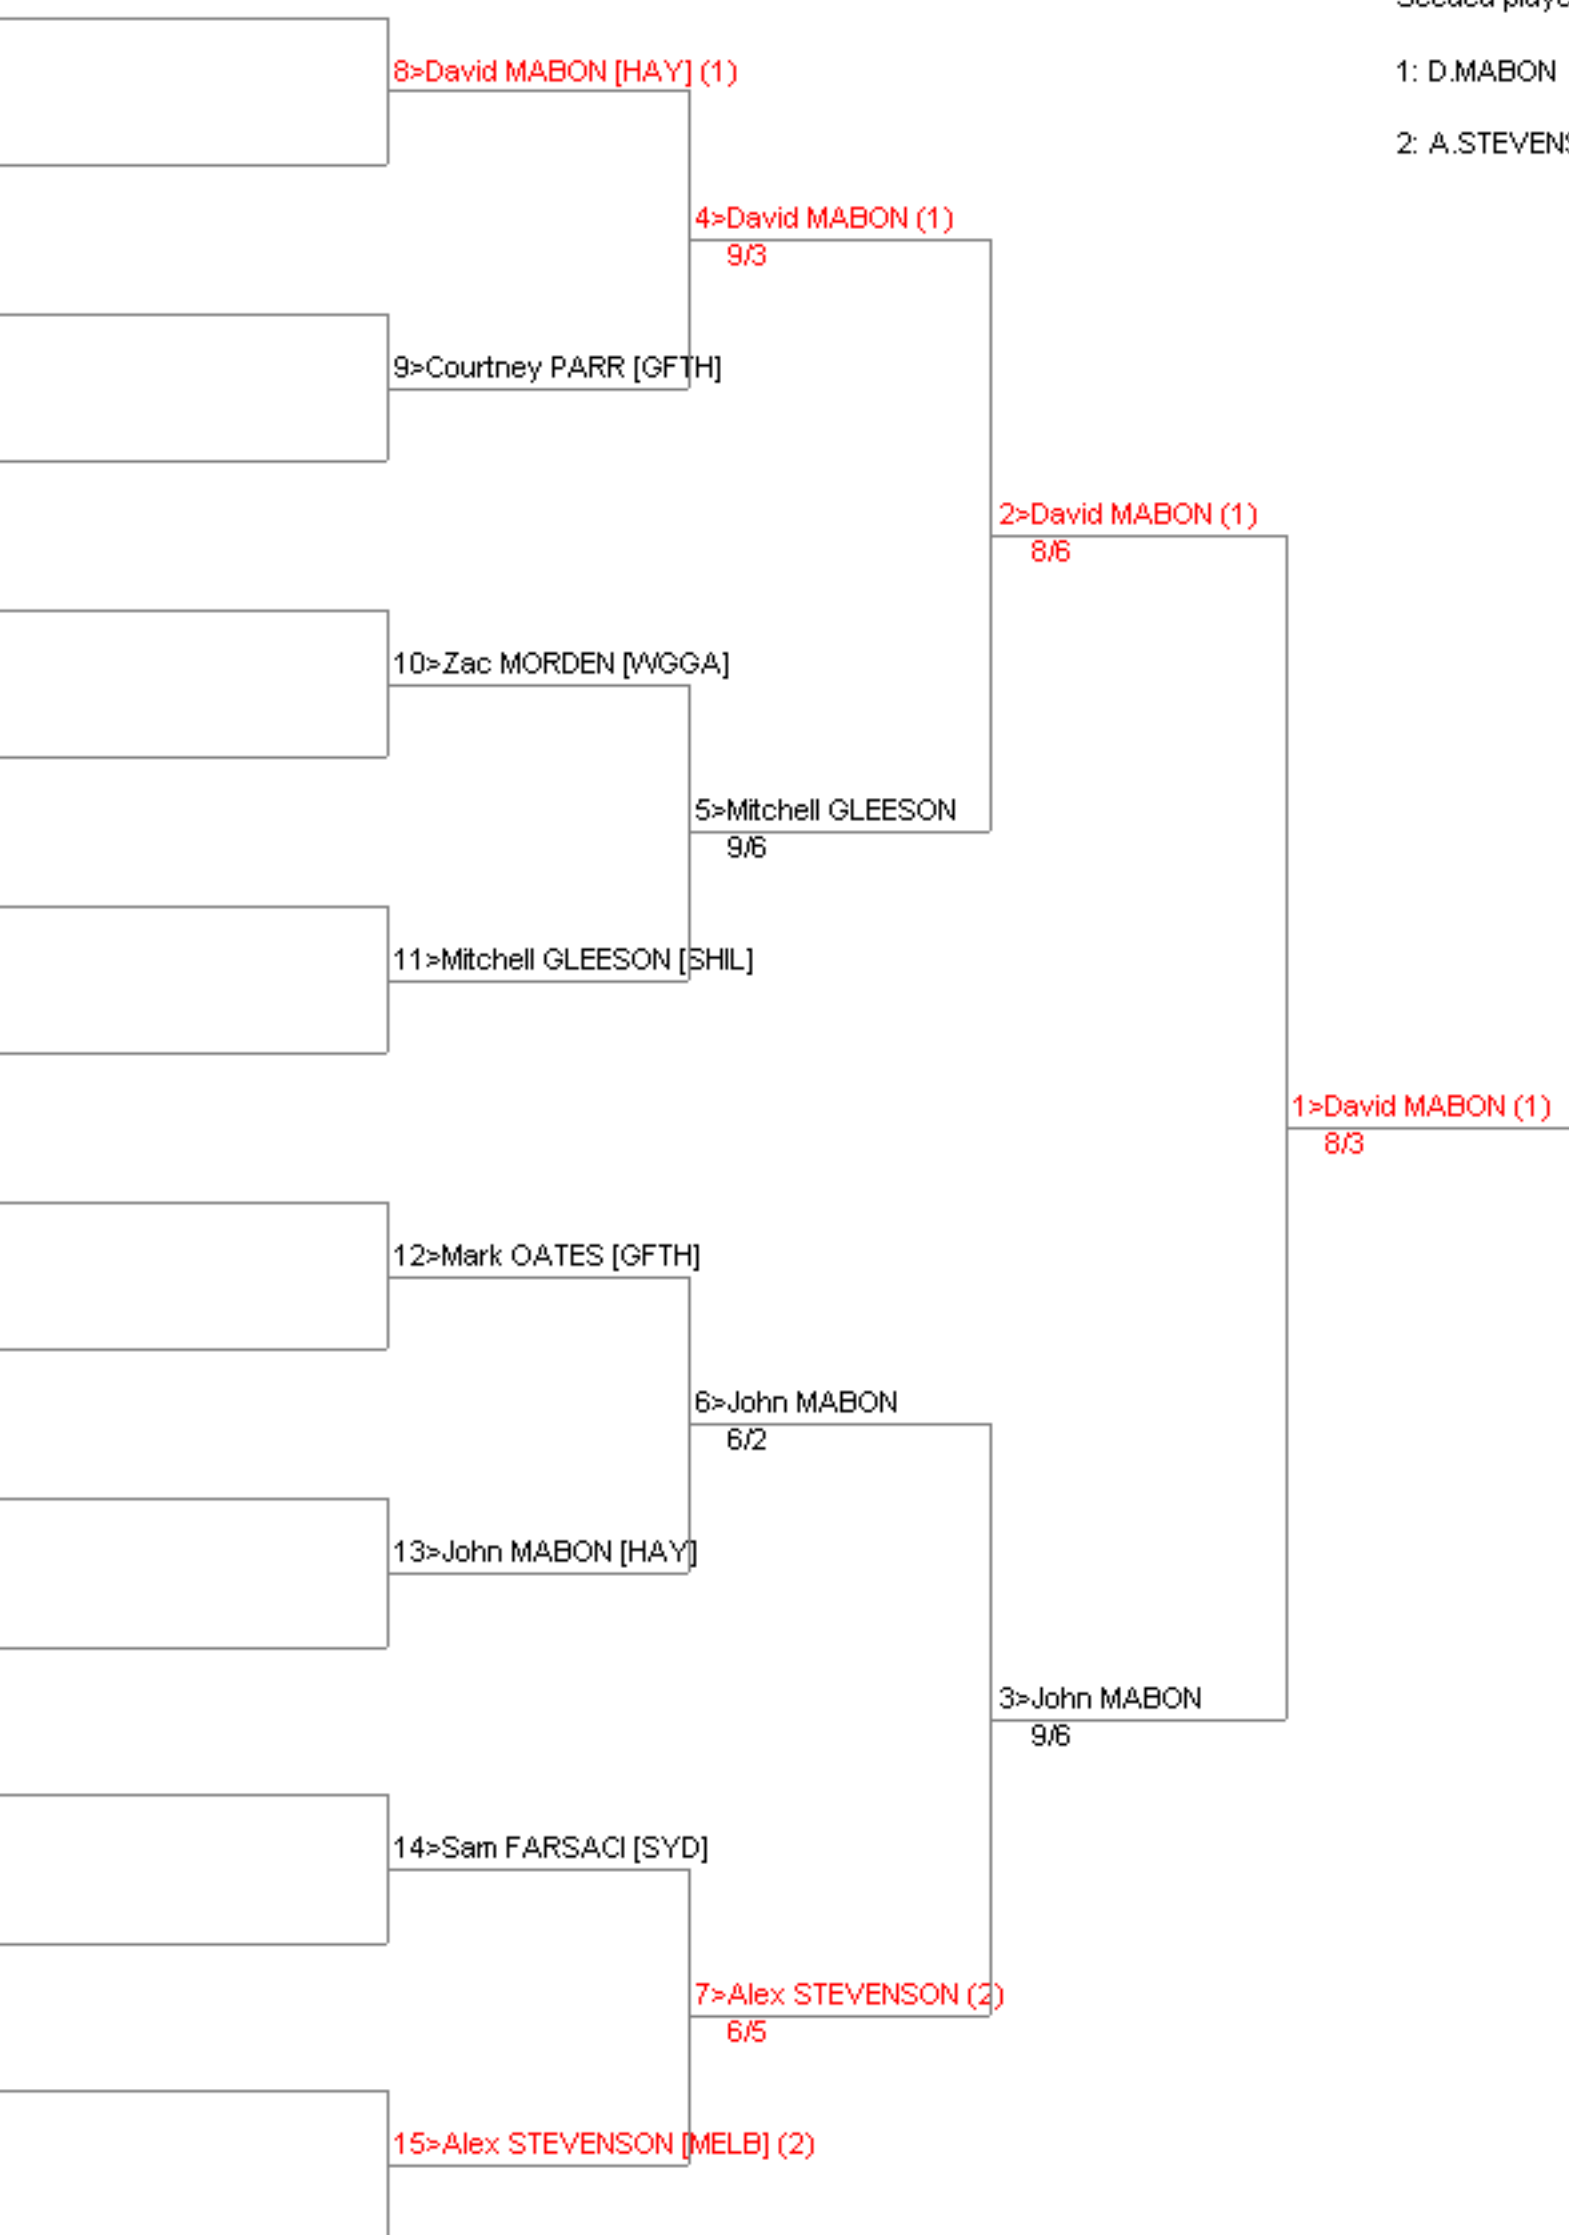 1: D.MABON
8>David MABON [HAY] (1)
4>David MABON (1)
9/3
9>Courtney PARR [GFTH]
2>David MABON (1)
8/6
10>Zac MORDEN [WGGA]
5>Mitchell GLEESON
9/6
11>Mitchell GLEESON [SHIL]
1>David MABON (1)
8/3
12>Mark OATES [GFTH]
6>John MABON
6/2
13>John MABON [HAY]
3>John MABON
9/6
14>Sam FARSACI [SYD]
7>Alex STEVENSON (2)
6/5
15>Alex STEVENSON [MELB] (2)
2: A.STEVENS